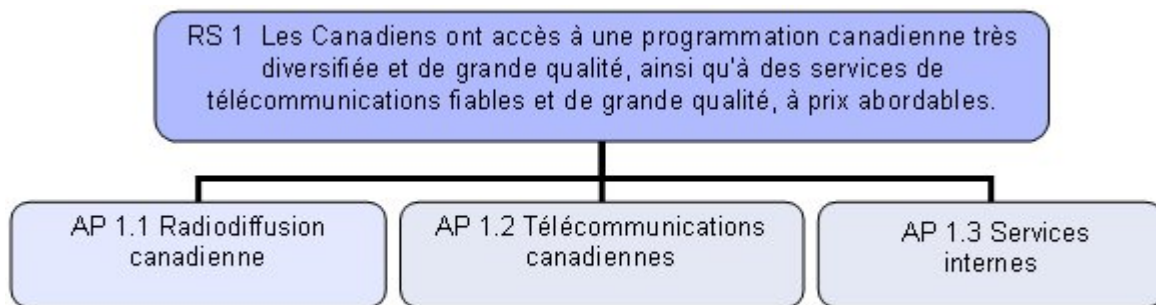 RS 1 Les Canadiens ont accès à une programmation canadienne très
diversifiée et de grande qualité, ainsi qu'à des services de
télécommunications fiables et de grande qualité, à prix abordables.
AP 1.1 Radiodiffusion
canadienne
AP 1.2 Télécommunications
canadiennes
AP 1.3 Services
internes